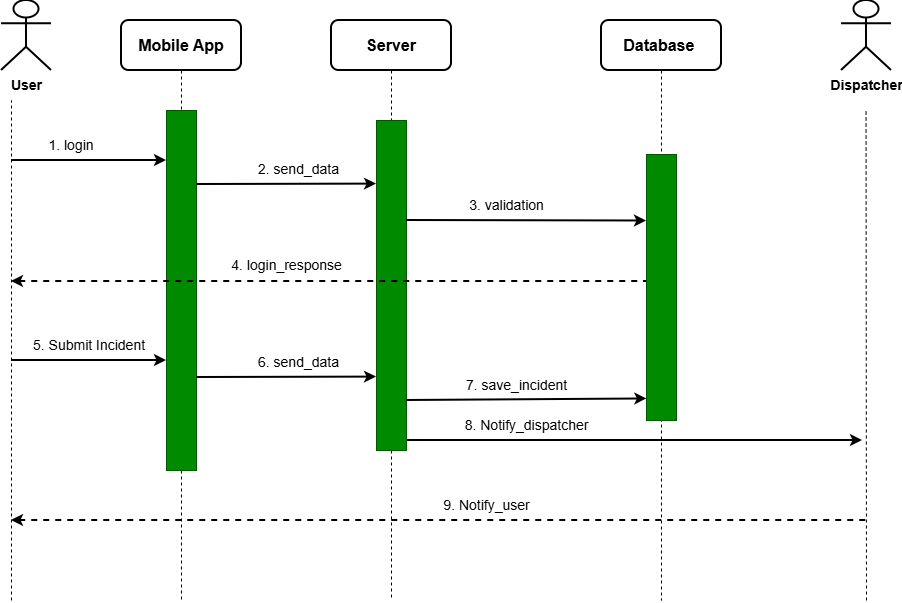 Mobile App
Server
Database
User
Dispatcher
1. login
2. send_data
3. validation
4. login_response
5. Submit Incident
6. send_data
7. save_incident
8. Notify_dispatcher
9. Notify_user